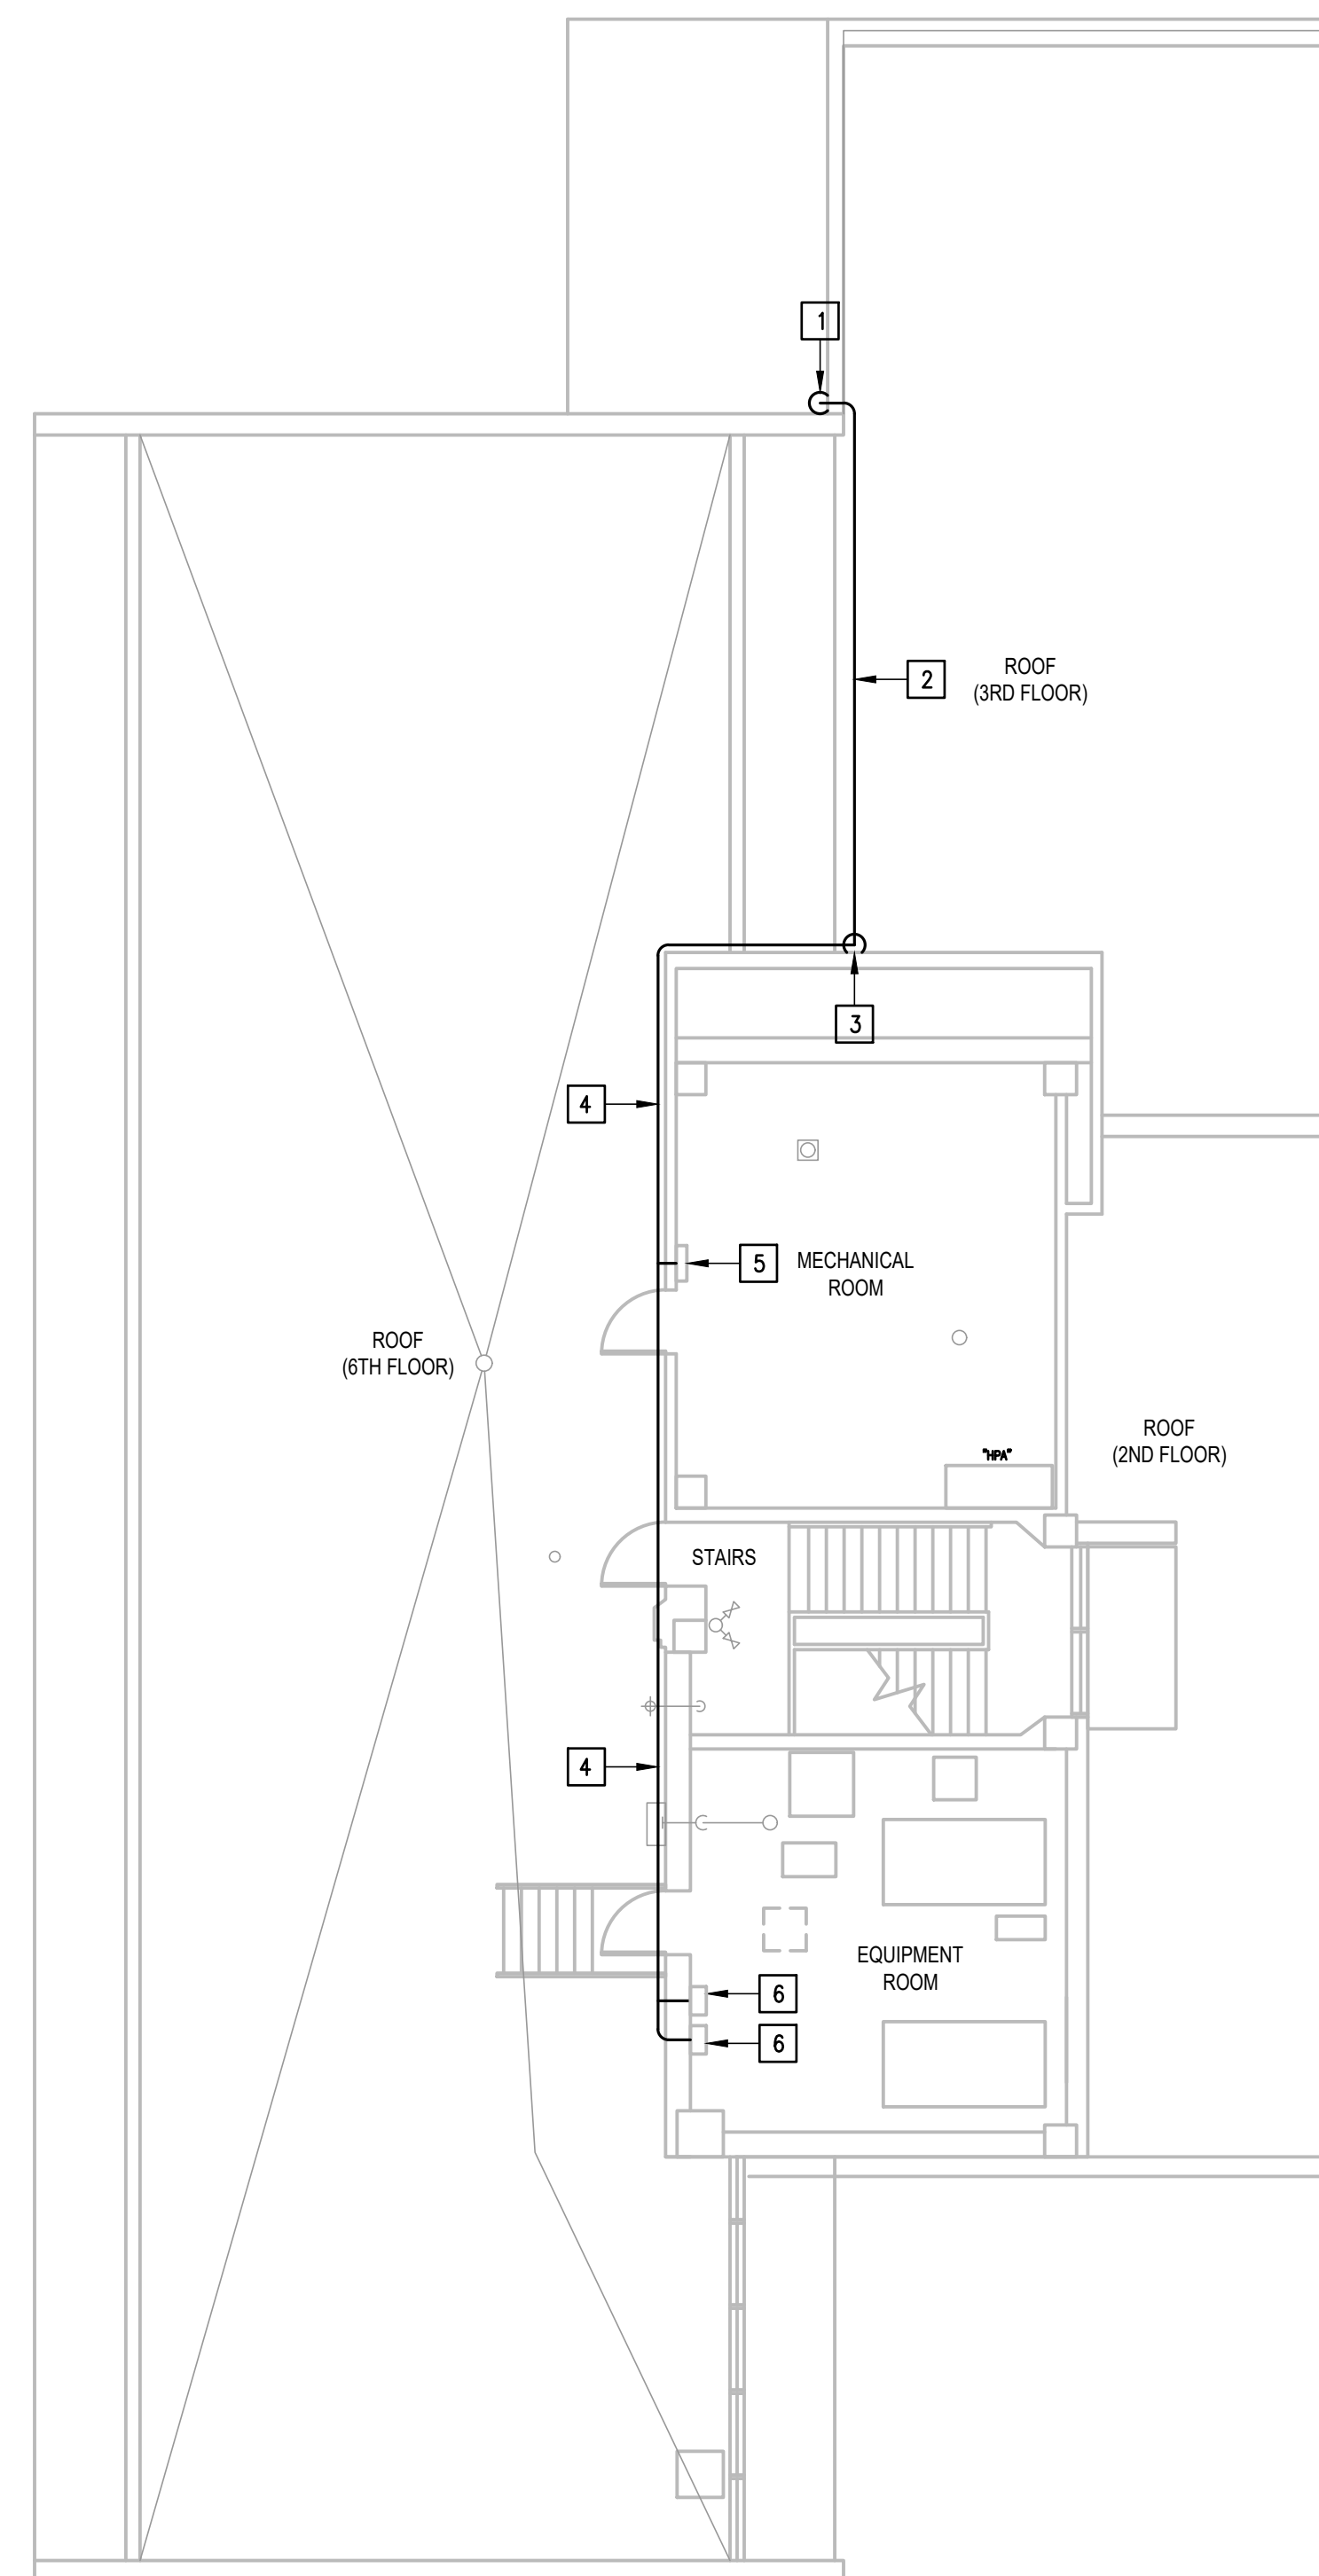 1
2
ROOF
(3RD FLOOR)
3
4
5
MECHANICAL
ROOM
ROOF
(6TH FLOOR)
ROOF
(2ND FLOOR)
"HPA"
STAIRS
4
EQUIPMENT
ROOM
6
6